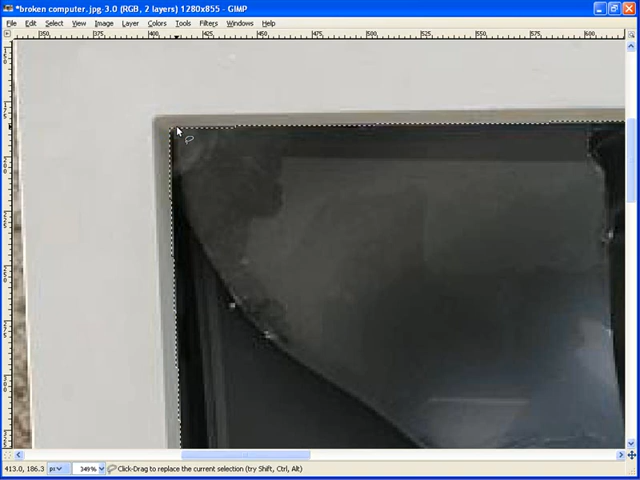 *broken computer.jpg-3.0 (RGB, 2 layers) 1280x855 - GIMP
File Edit Select View Image Layer Colors Tools Filters Windows Help
350 375 400 425 450 475 500 525 550 575 600
413.0, 186.3 349% Click-Drag to replace the current selection (try Shift, Ctrl, Alt)